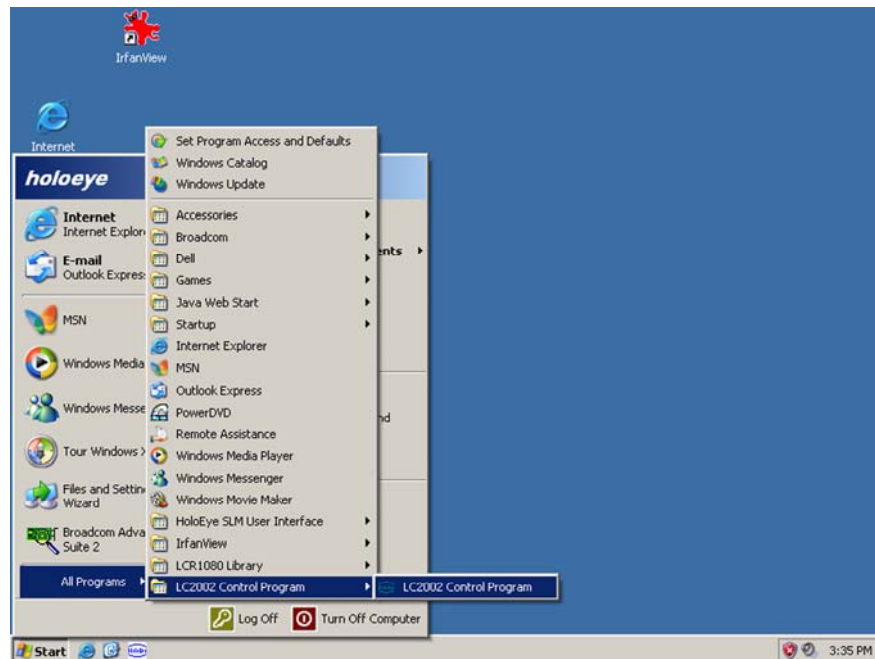 IrfanView
Internet
holoeye
Internet
Internet Explor
E-mail
Outlook Expres
MSN
Windows Media
Windows Messe
Tour Windows X
Files and Settin
Wizard
Broadcom Adva
Suite 2
All Programs
Set Program Access and Defaults
Windows Catalog
Windows Update
Accessories
Broadcom
Dell
Games
Java Web Start
Startup
Internet Explorer
MSN
Outlook Express
PowerDVD
Remote Assistance
Windows Media Player
Windows Messenger
Windows Movie Maker
HoloEye SLM User Interface
IrfanView
LCR1080 Library
LC2002 Control Program
LC2002 Control Program
ents
nd
Log Off
Turn Off Computer
Start
3:35 PM